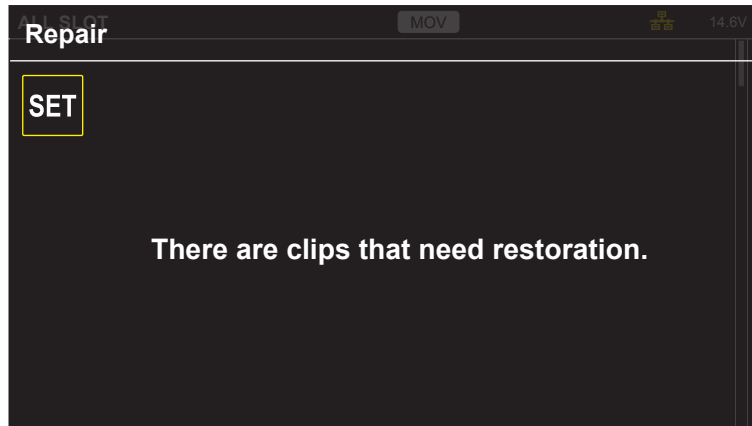 ALL SLOT MOV 14.6V
Repair
SET
There are clips that need restoration.